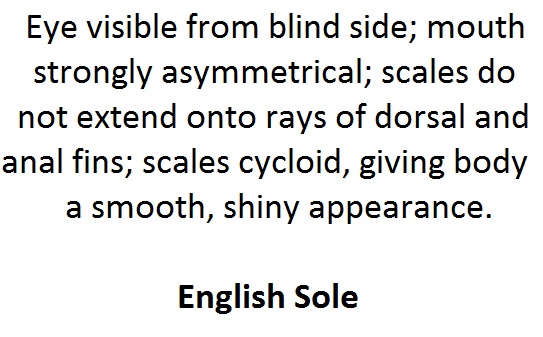 Eye visible from blind side; mouth
strongly asymmetrical; scales do
not extend onto rays of dorsal and
anal fins; scales cycloid, giving body
a smooth, shiny appearance.
English Sole